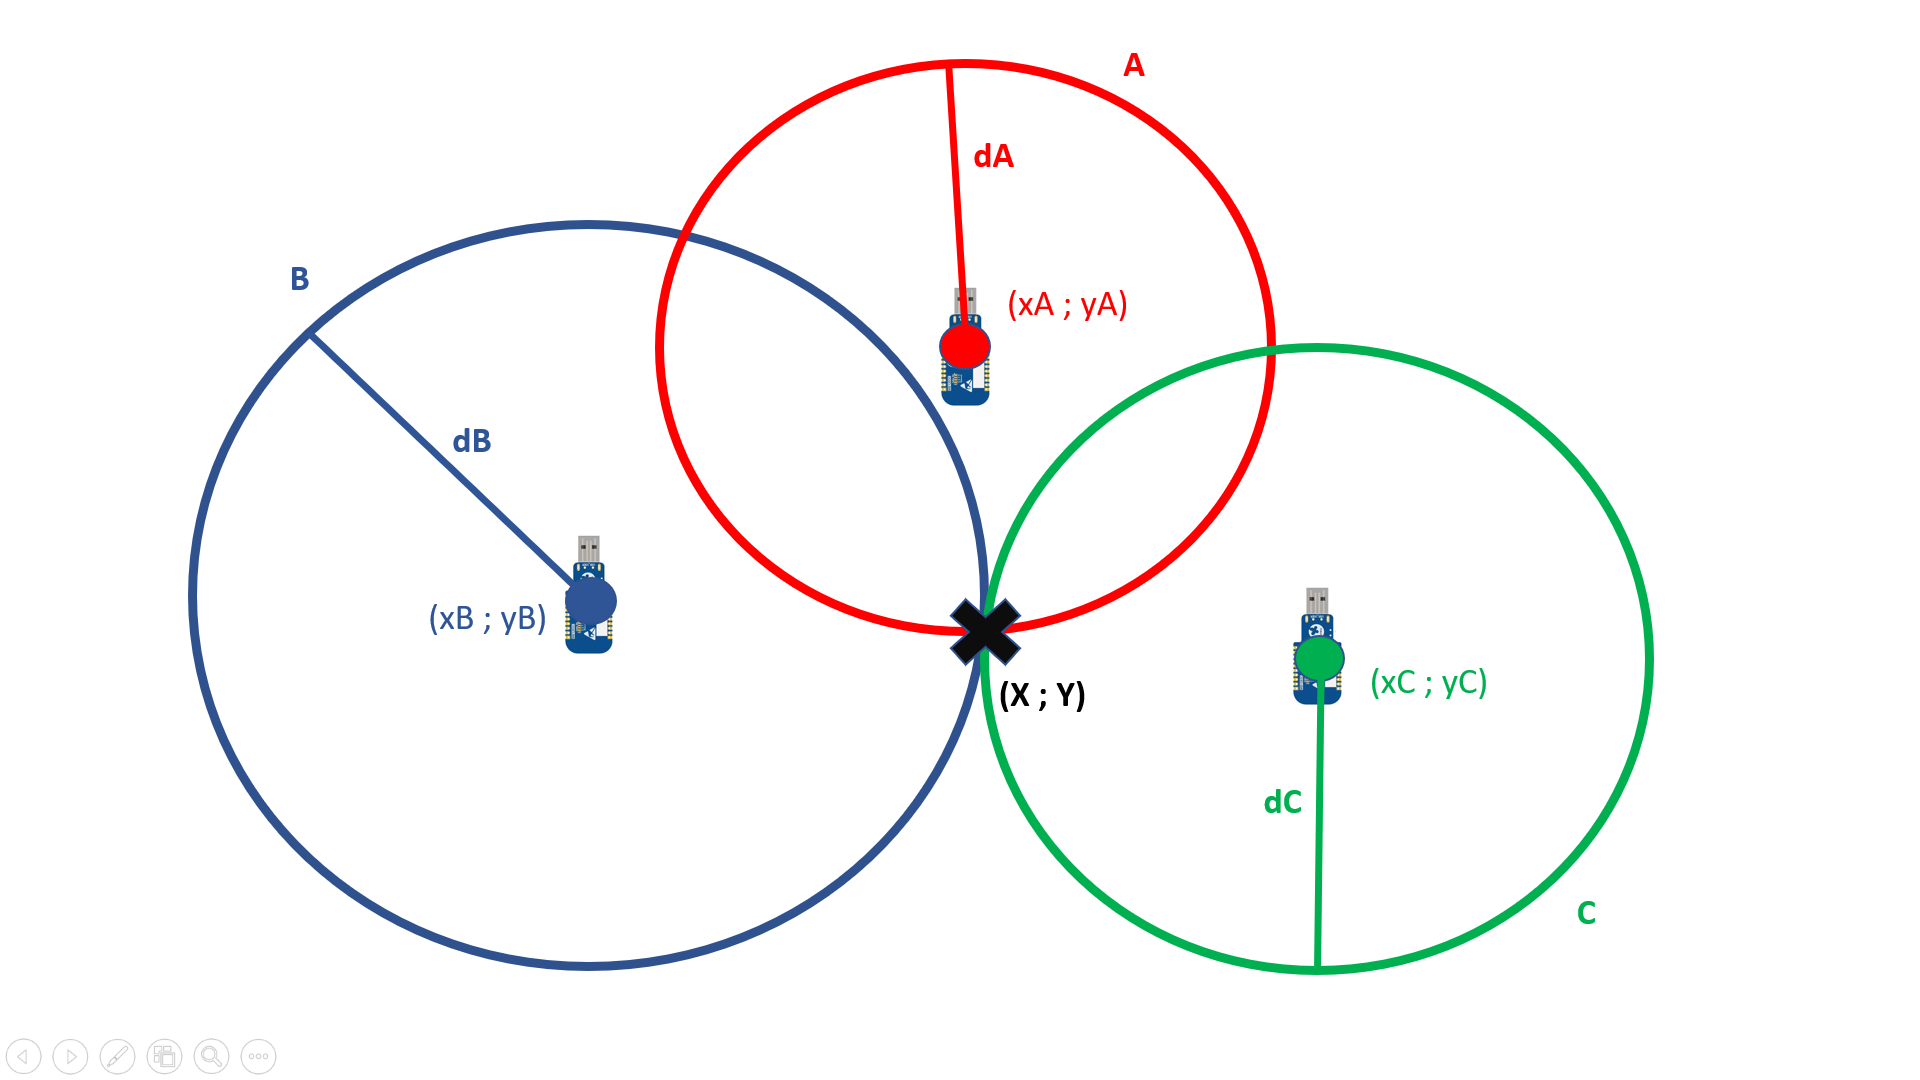 A
dA
(xA ; yA)
B
dB
(xB ; yB)
(X ; Y)
(xC ; yC)
dC
C